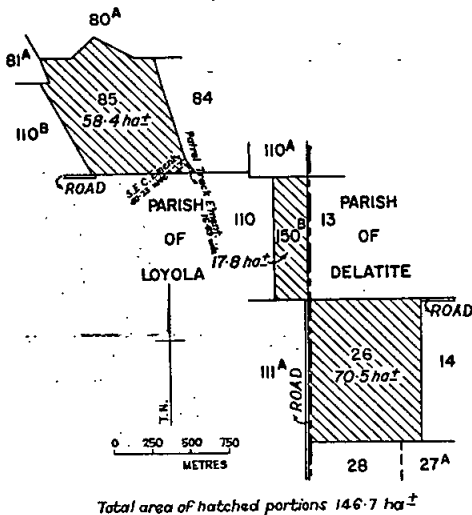 80A
81A
85
58.4 ha±
84
110B
110A
ROAD
S.E.C. E'ment
Patrol Track E'ment
PARISH
OF
LOYOLA
110
150B
17.8 ha±
13
PARISH
OF
DELATITE
ROAD
111A
ROAD
26
70.5 ha±
14
T.N.
0 250 500 750
METRES
28
27A
Total area of hatched portions 146.7 ha±